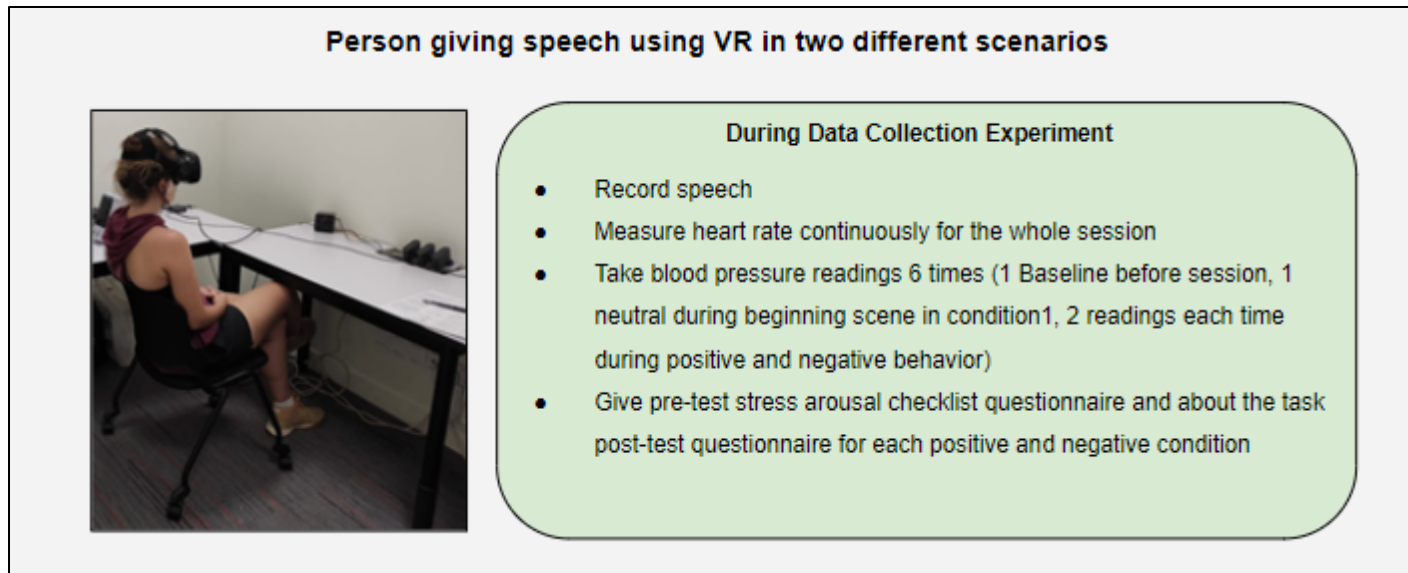 Person giving speech using VR in two different scenarios
During Data Collection Experiment
● Record speech
● Measure heart rate continuously for the whole session
● Take blood pressure readings 6 times (1 Baseline before session, 1
neutral during beginning scene in condition1, 2 readings each time
during positive and negative behavior)
● Give pre-test stress arousal checklist questionnaire and about the task
post-test questionnaire for each positive and negative condition